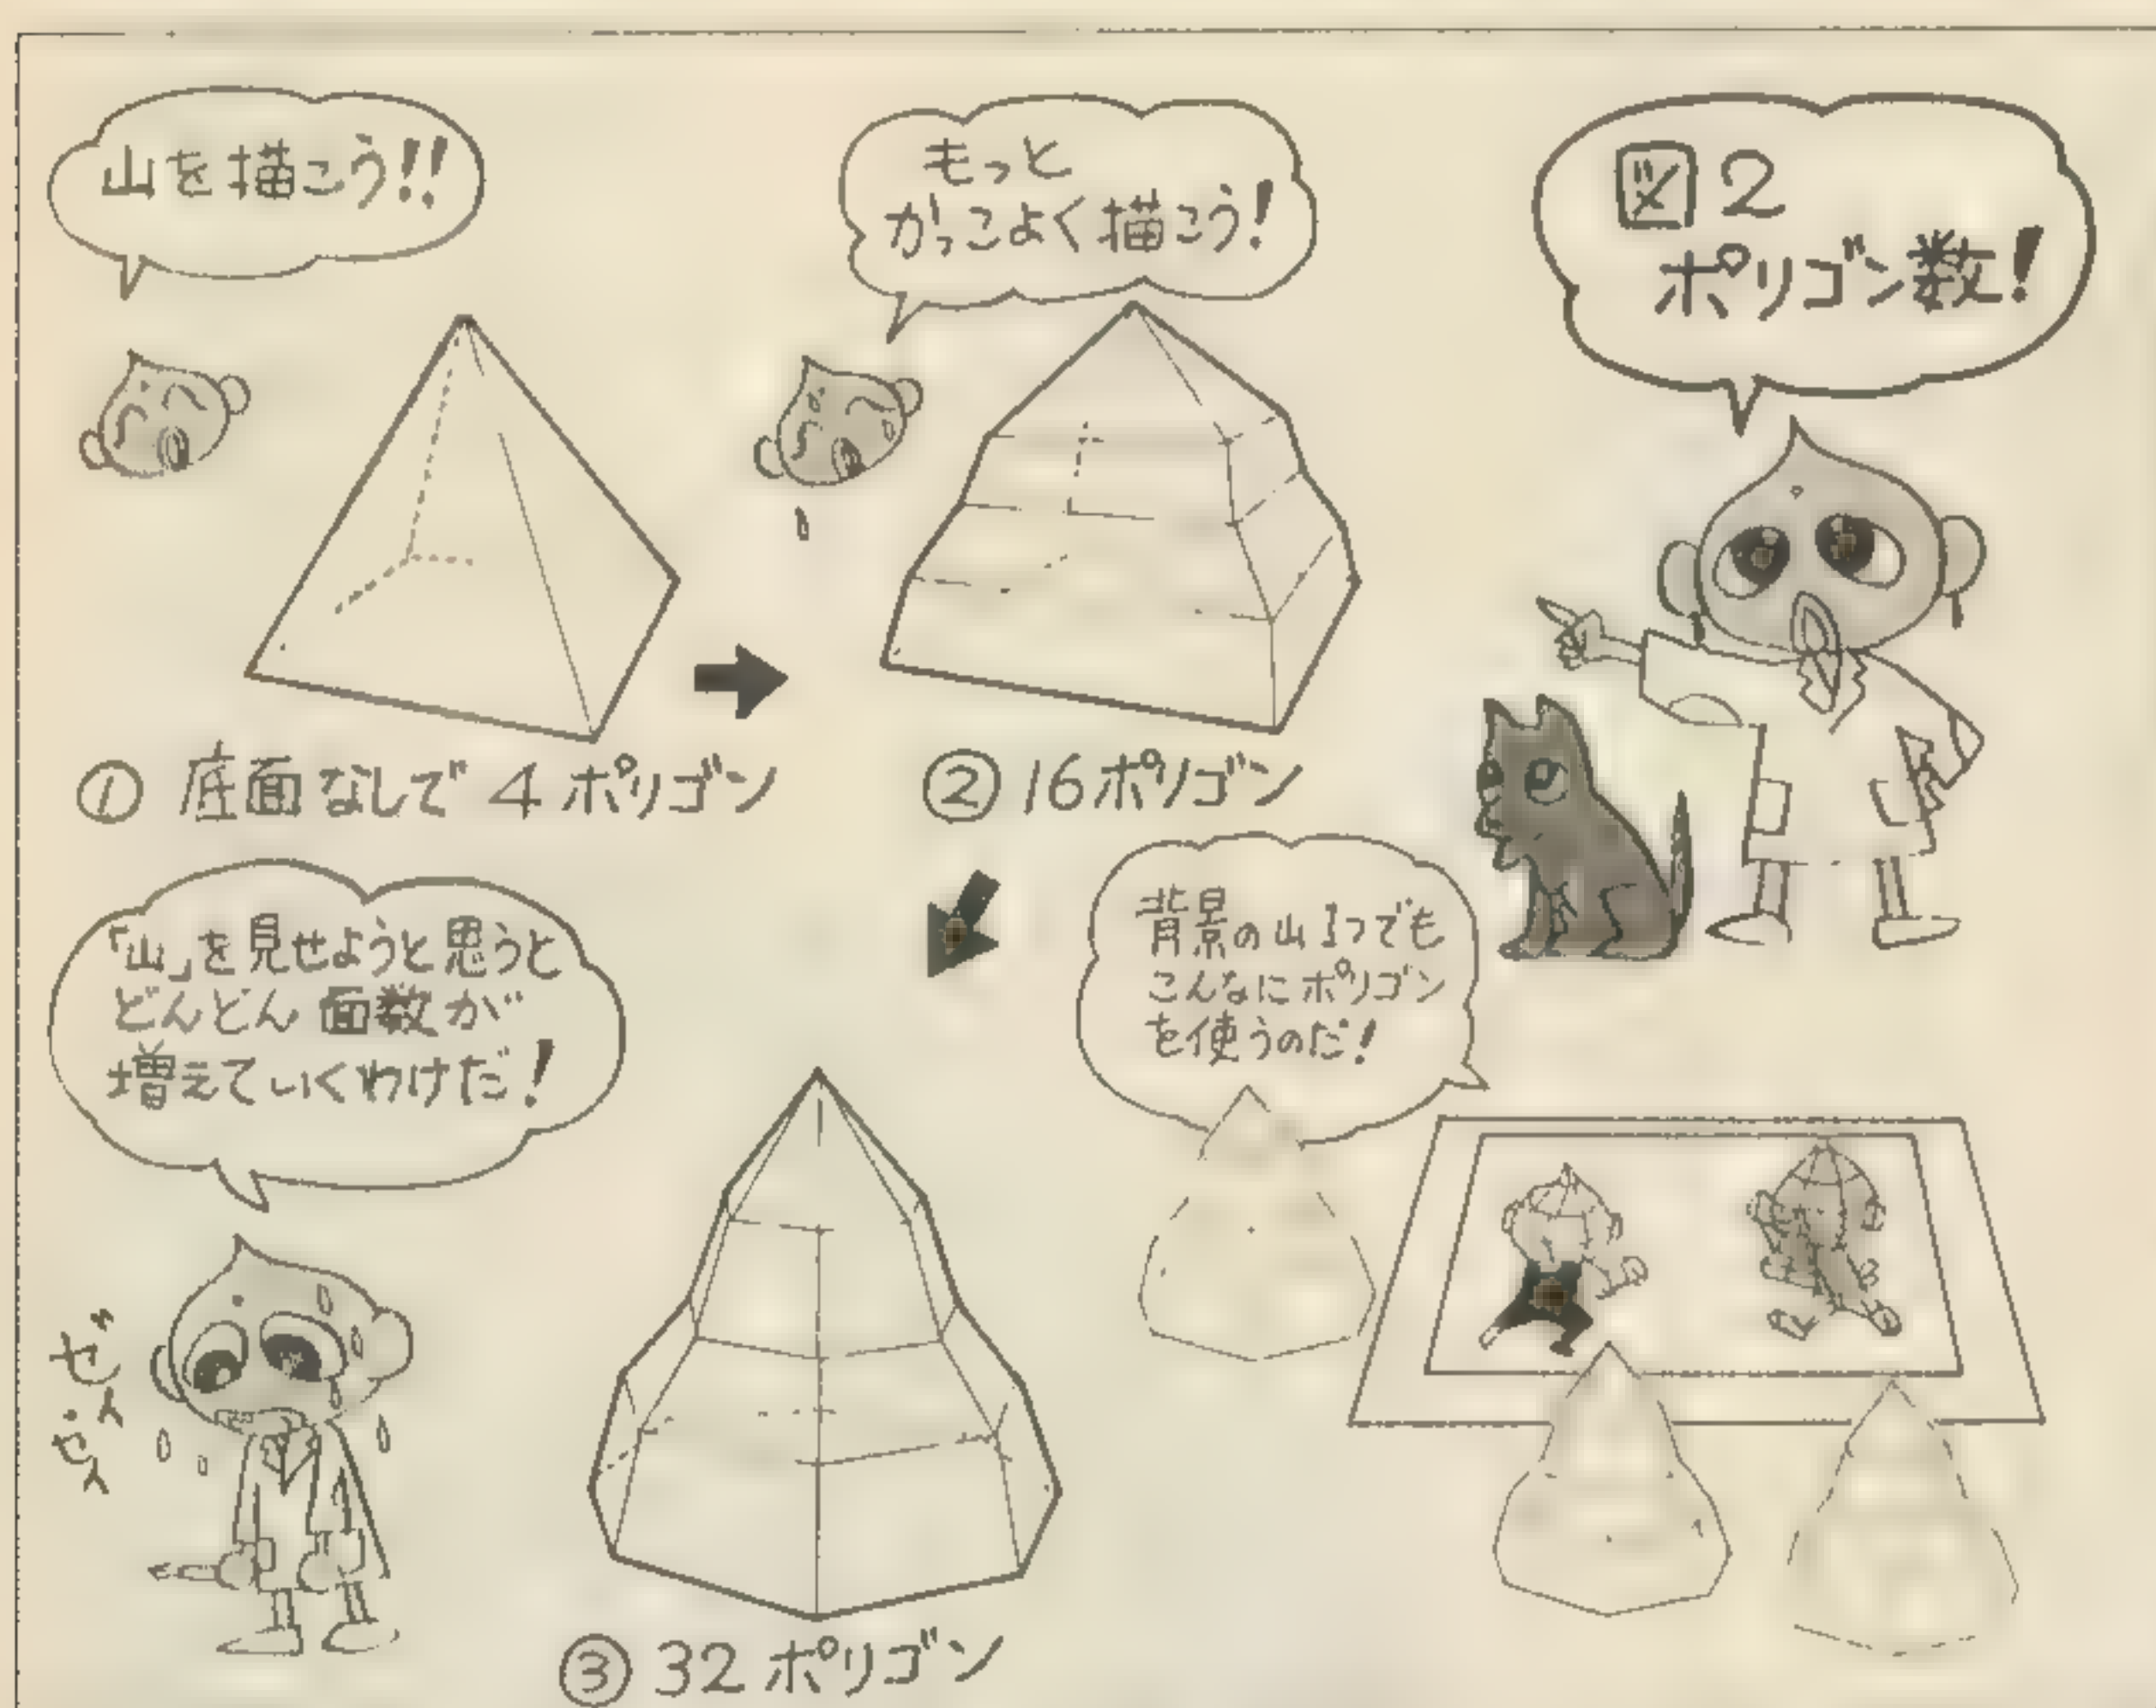 山を描こう!!
もっと
かっこよく描こう!
図2
ポリゴン数!
① 底面なしで 4 ポリゴン
② 16ポリゴン
「山」を見せようと思うと
どんどん 面数が
増えていくわけだ!
背景の山1つでも
こんなにポリゴン
を使うのだ!
ゼェ
ゼェ
③ 32 ポリゴン